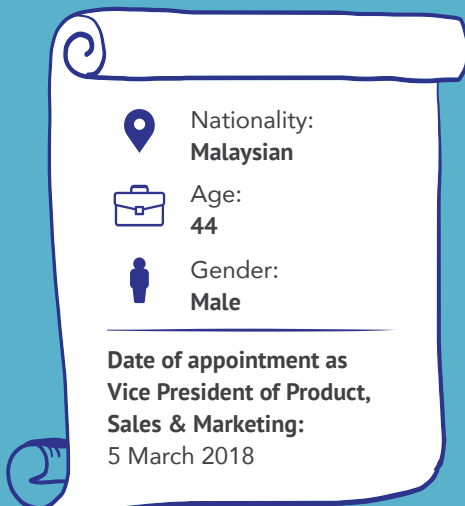 Nationality:
Malaysian
Age:
44
Gender:
Male
Date of appointment as
Vice President of Product,
Sales & Marketing:
5 March 2018